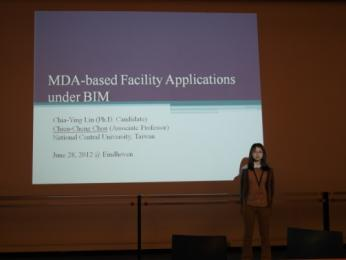 MDA-based Facility Applications
under BIM
Chia-Ying Lin (Ph.D. Candidate)
Chien-Cheng Chou (Associate Professor)
National Central University, Taiwan
June 28, 2012 @ Eindhoven